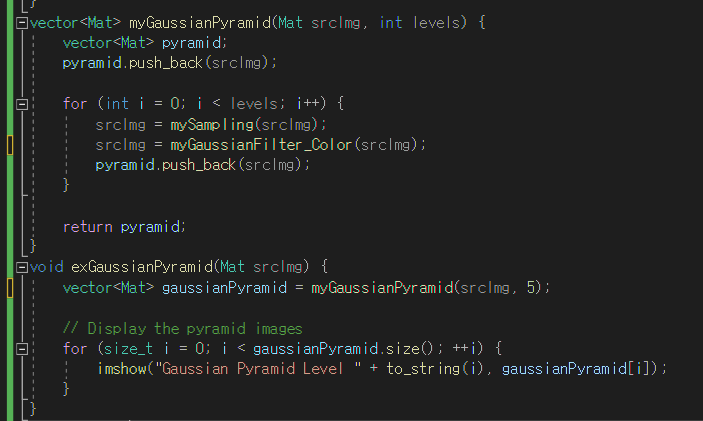 }
vector<Mat> myGaussianPyramid(Mat srcImg, int levels) {
vector<Mat> pyramid;
pyramid.push_back(srcImg);
for (int i = 0; i < levels; i++) {
srcImg = mySampling(srcImg);
srcImg = myGaussianFilter_Color(srcImg);
pyramid.push_back(srcImg);
}
return pyramid;
}
void exGaussianPyramid(Mat srcImg) {
vector<Mat> gaussianPyramid = myGaussianPyramid(srcImg, 5);
// Display the pyramid images
for (size_t i = 0; i < gaussianPyramid.size(); ++i) {
imshow("Gaussian Pyramid Level " + to_string(i), gaussianPyramid[i]);
}
}